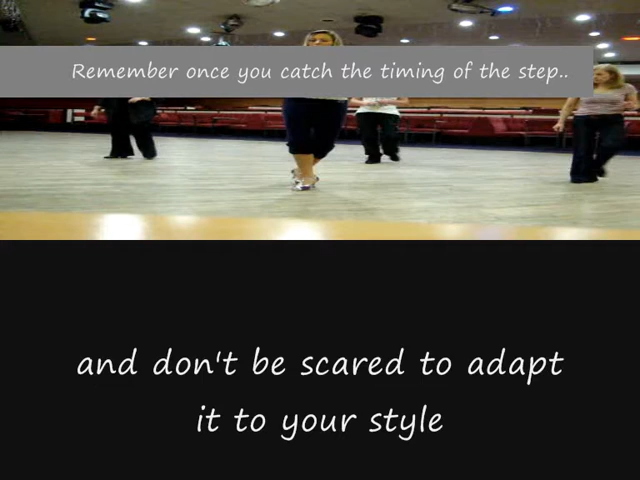 Remember once you catch the timing of the step..
and don't be scared to adapt
it to your style